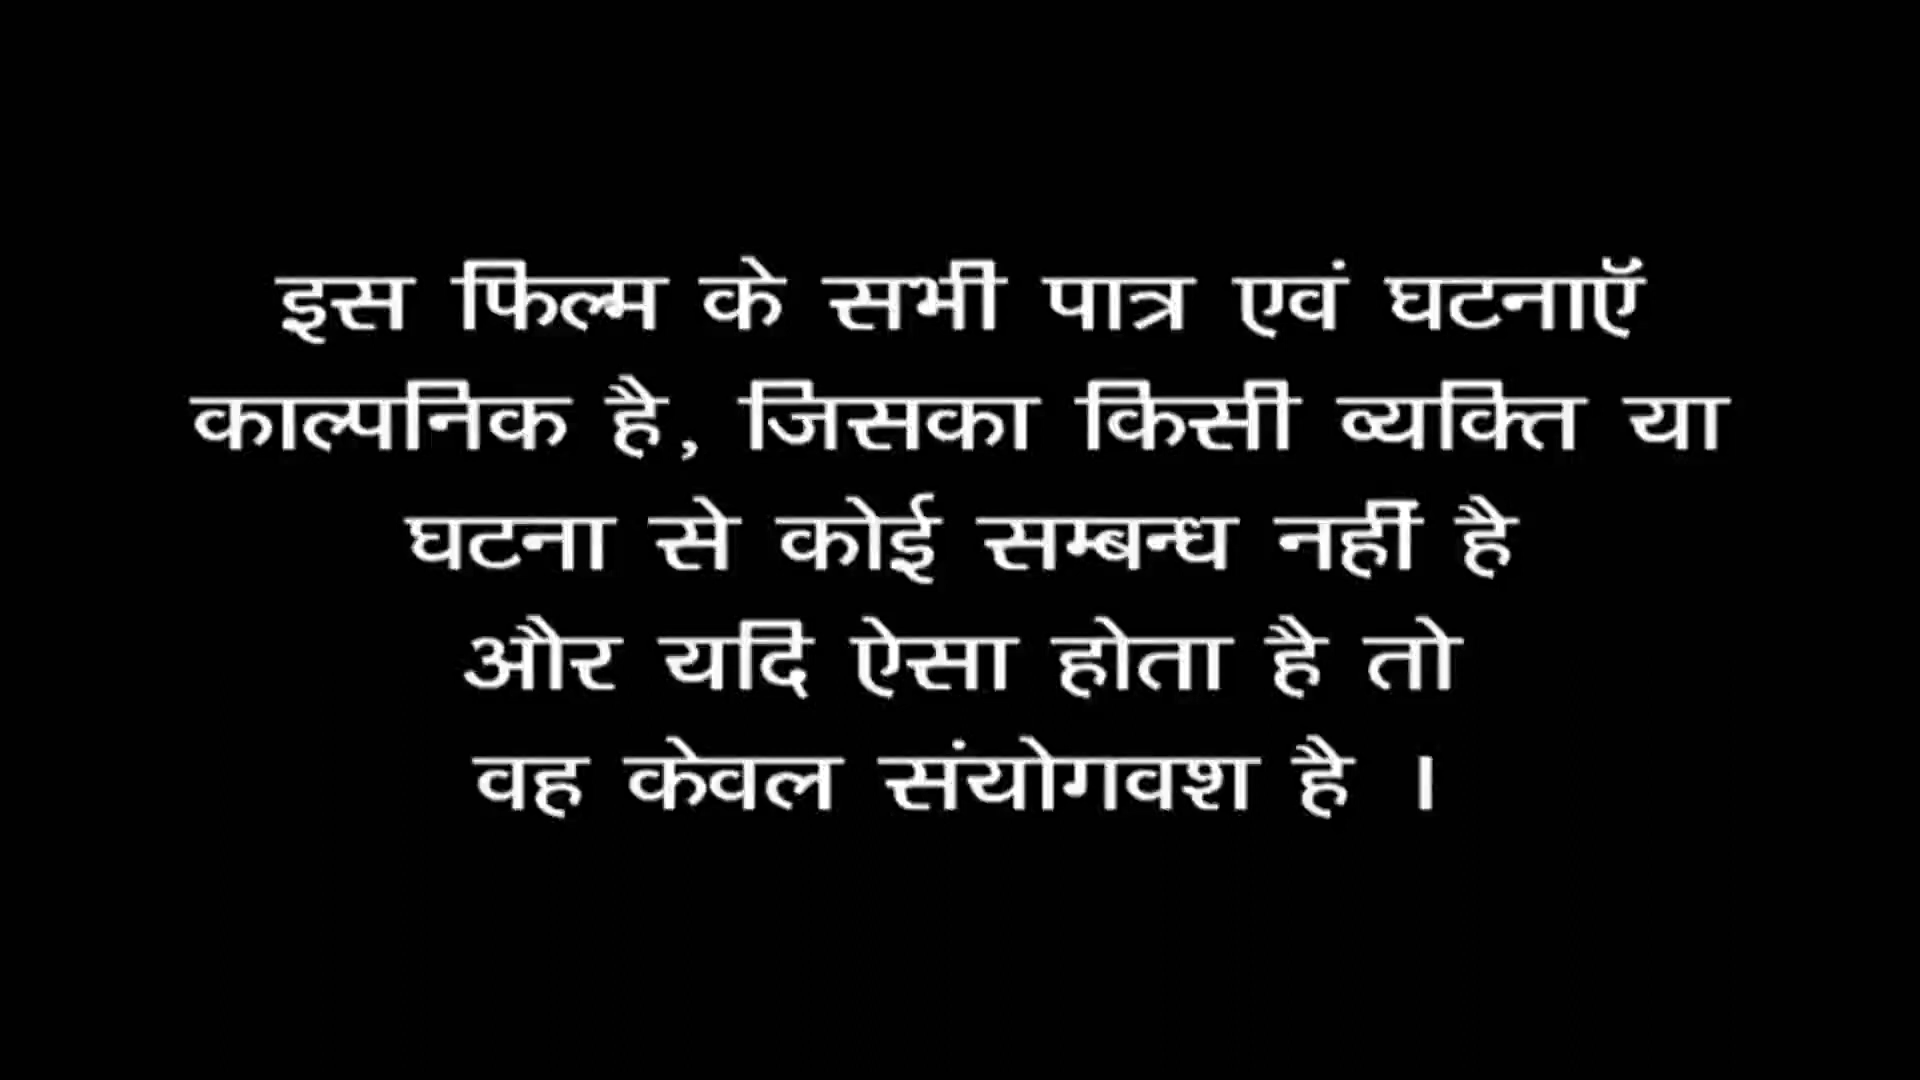 इस फिल्म के सभी पात्र एवं घटनाऍ
काल्पनिक है, जिसका किसी व्यक्ति या
घटना से कोई सम्बन्ध नहीं है
और यदि ऐसा होता है तो
वह केवल संयोगवश है ।